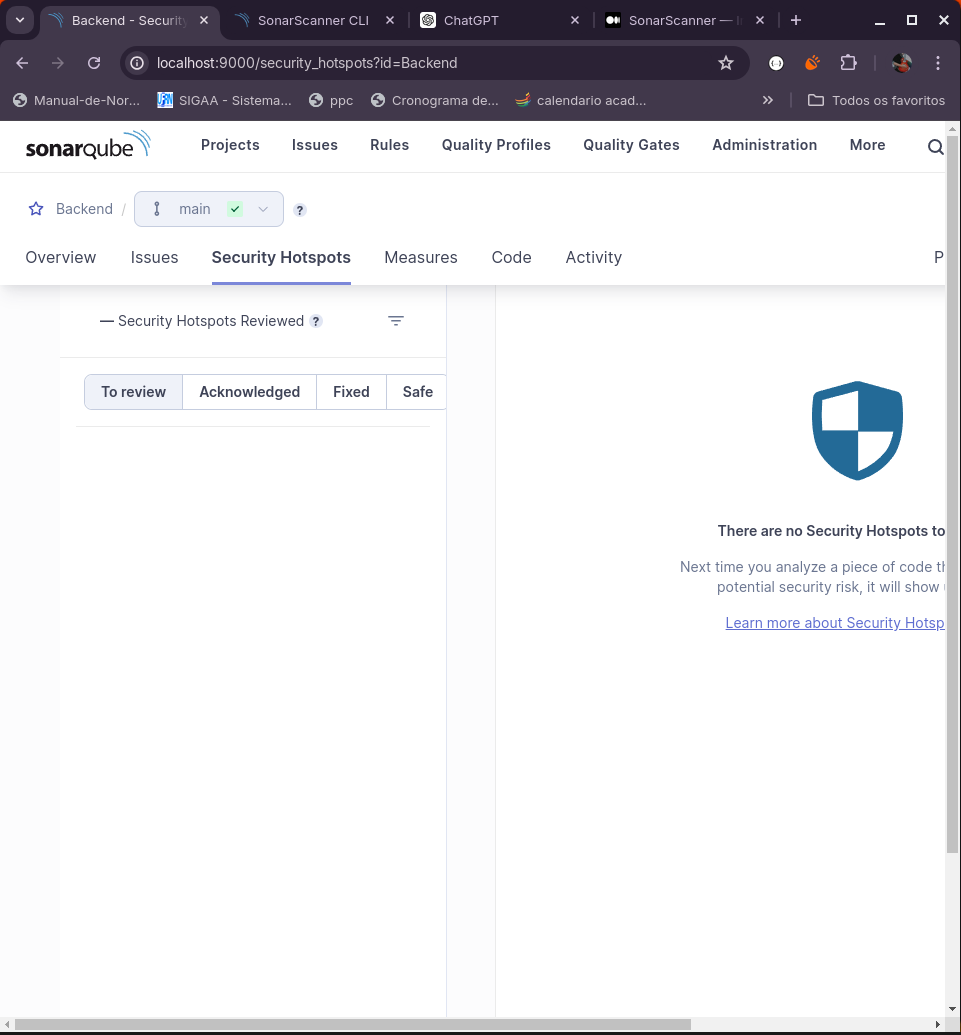 Backend - Security
SonarScanner CLI
ChatGPT
SonarScanner — I
localhost:9000/security_hotspots?id=Backend
Manual-de-Nor...
SIGAA - Sistema...
ppc
Cronograma de...
calendario acad...
Todos os favoritos
sonarqube
Projects
Issues
Rules
Quality Profiles
Quality Gates
Administration
More
Backend /
main
?
Overview
Issues
Security Hotspots
Measures
Code
Activity
P
— Security Hotspots Reviewed ?
To review
Acknowledged
Fixed
Safe
There are no Security Hotspots to
Next time you analyze a piece of code th
potential security risk, it will show
Learn more about Security Hotsp